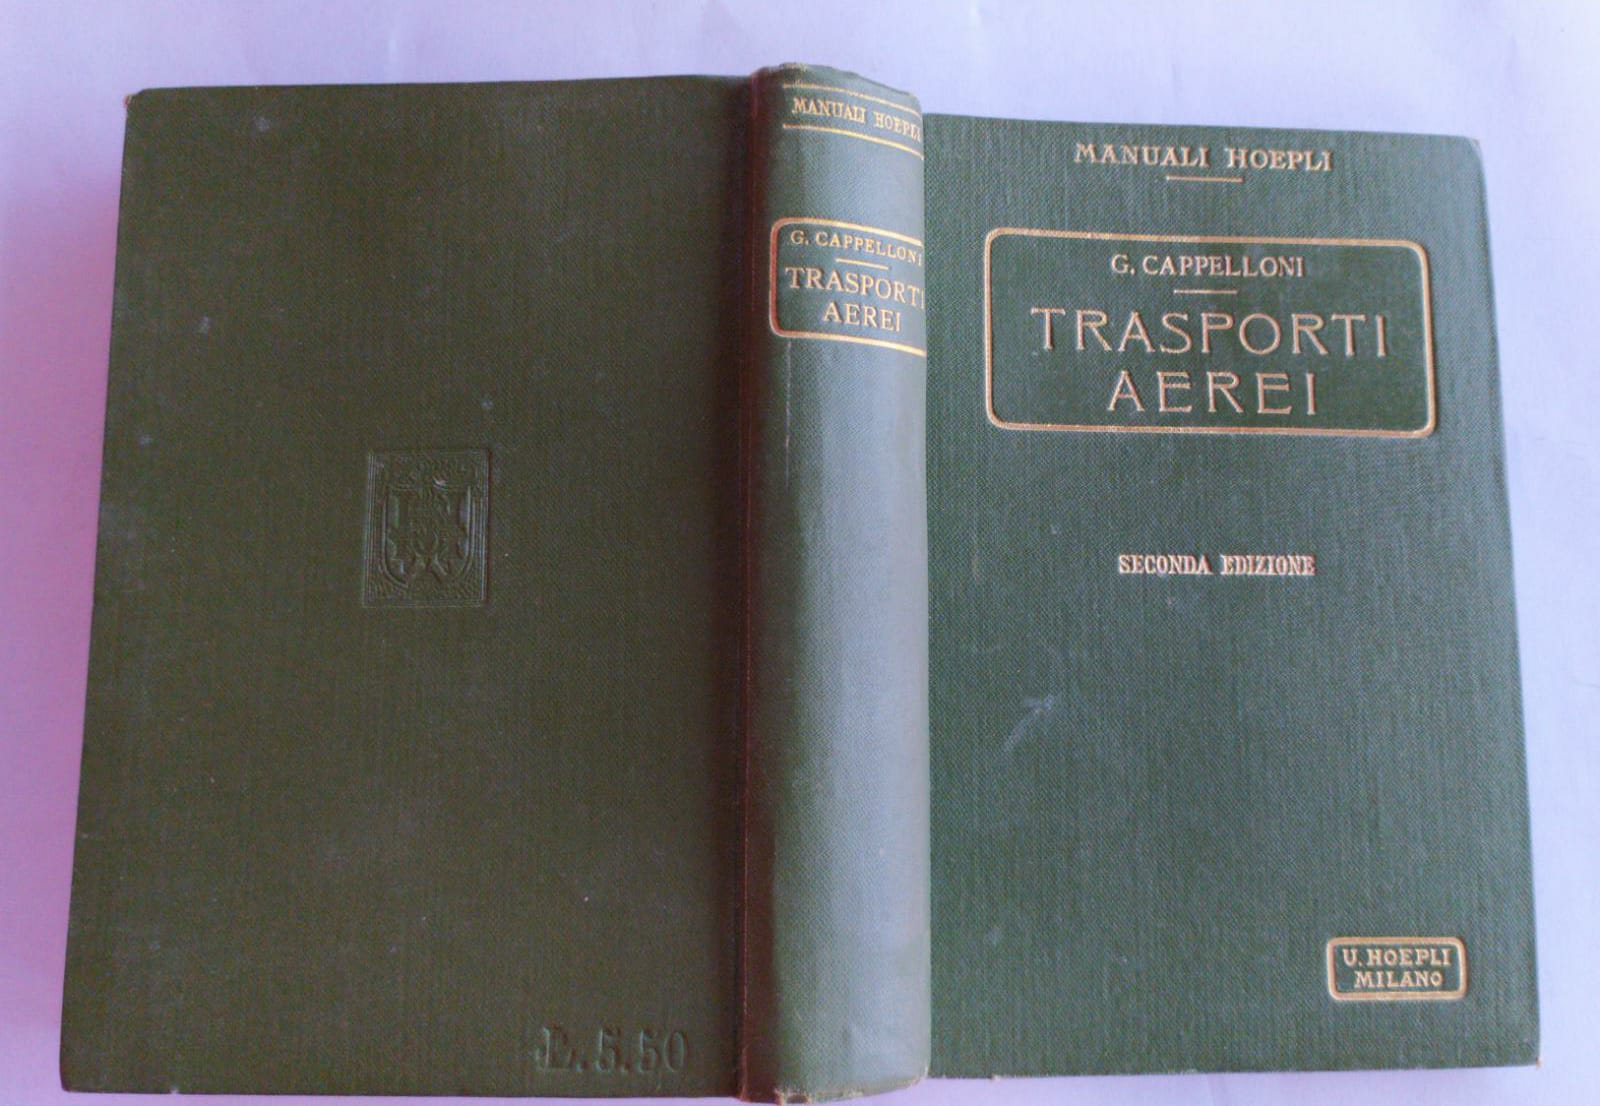 MANUALI HOEPLI
G. CAPPELLONI
TRASPORTI
AEREI
L.5.50
MANUALI HOEPLI
G. CAPPELLONI
TRASPORTI
AEREI
SECONDA EDIZIONE
U. HOEPLI
MILANO